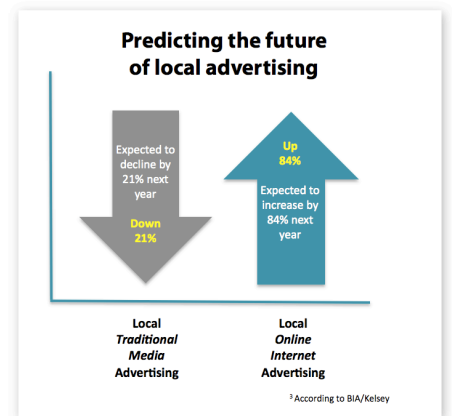 Predicting the future
of local advertising
Expected to
decline by
21% next
year
Down
21%
Up
84%
Expected to
increase by
84% next
year
Local
Traditional
Media
Advertising
Local
Online
Internet
Advertising
3 According to BIA/Kelsey